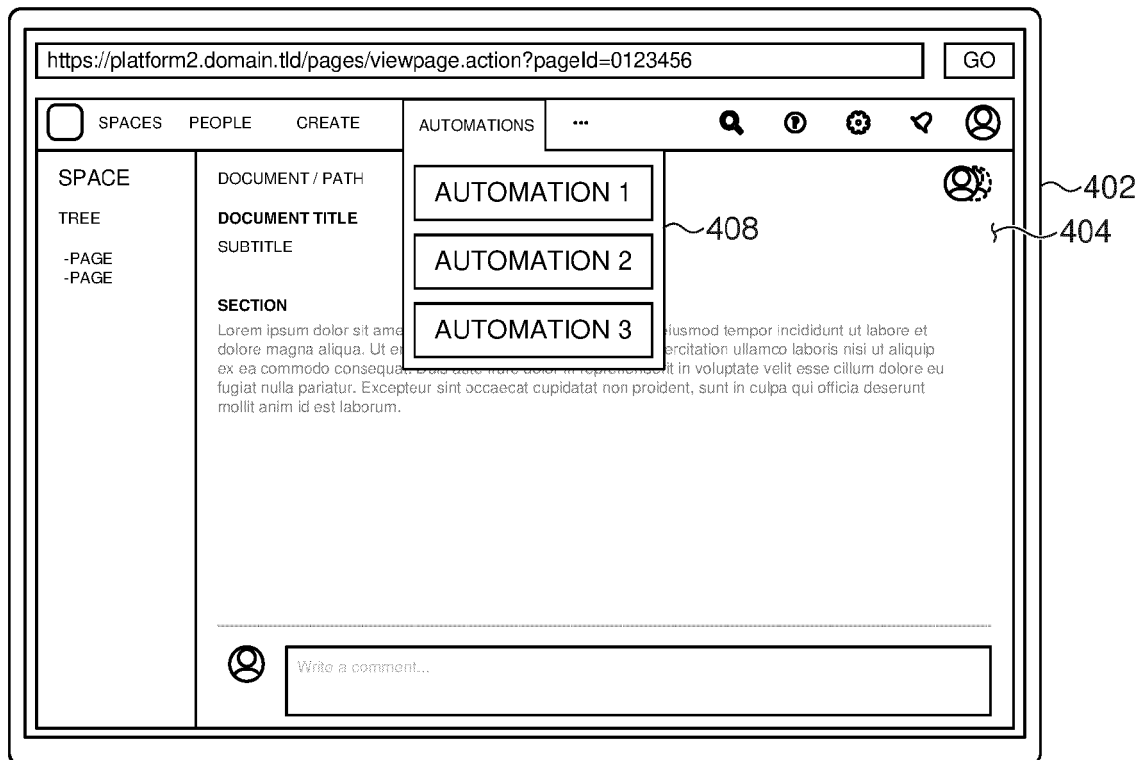 https://platform2.domain.tld/pages/viewpage.action?pageId=0123456 GO
SPACES PEOPLE CREATE AUTOMATIONS ...
SPACE
TREE
-PAGE
-PAGE
DOCUMENT / PATH
DOCUMENT TITLE
SUBTITLE
AUTOMATION 1
AUTOMATION 2
AUTOMATION 3
402
404
408
SECTION
Lorem ipsum dolor sit ame eiusmod tempor incididunt ut labore et
dolore magna aliqua. Ut ercitation ullamco laboris nisi ut aliquip
ex ea commodo consequat. in voluptate velit esse cillum dolore eu
fugiat nulla pariatur. Excepteur sint occaecat cupidatat non proident, sunt in culpa qui officia deserunt
mollit anim id est laborum.
Write a comment...